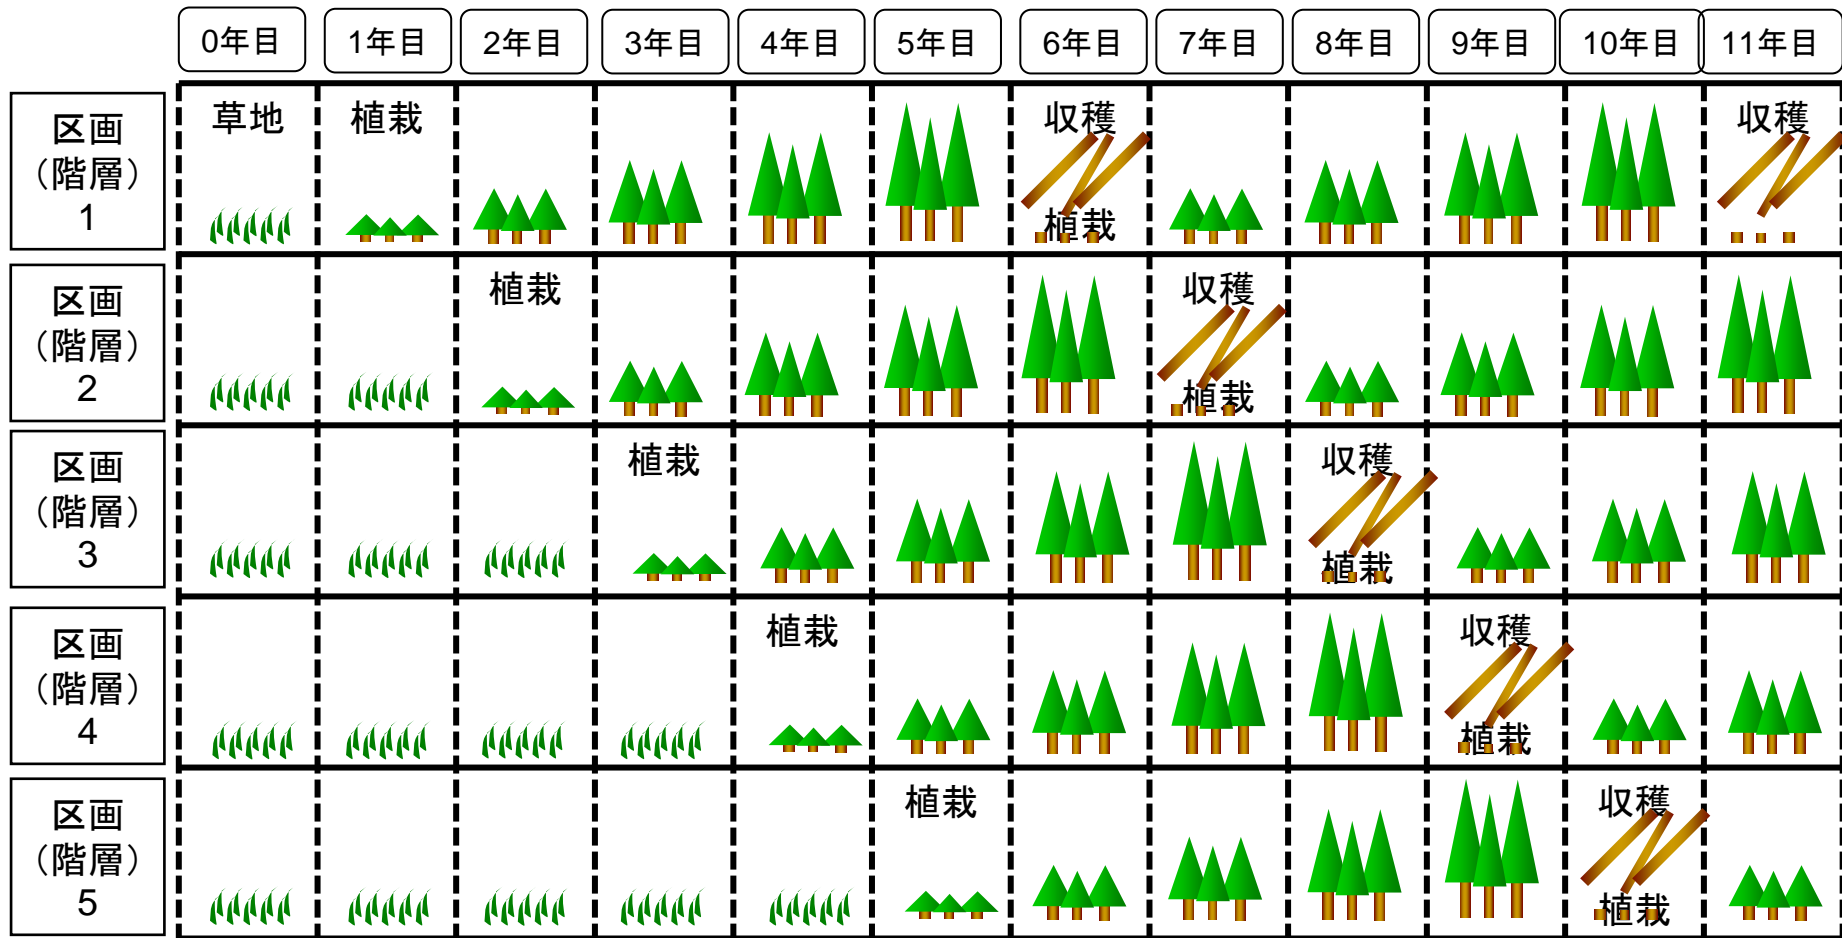 0年目
1年目
2年目
3年目
4年目
5年目
6年目
7年目
8年目
9年目
10年目
11年目
区画
（階層）
1
草地
植栽
収穫
植栽
収穫
区画
（階層）
2
植栽
収穫
植栽
区画
（階層）
3
植栽
収穫
植栽
区画
（階層）
4
植栽
収穫
植栽
区画
（階層）
5
植栽
収穫
植栽